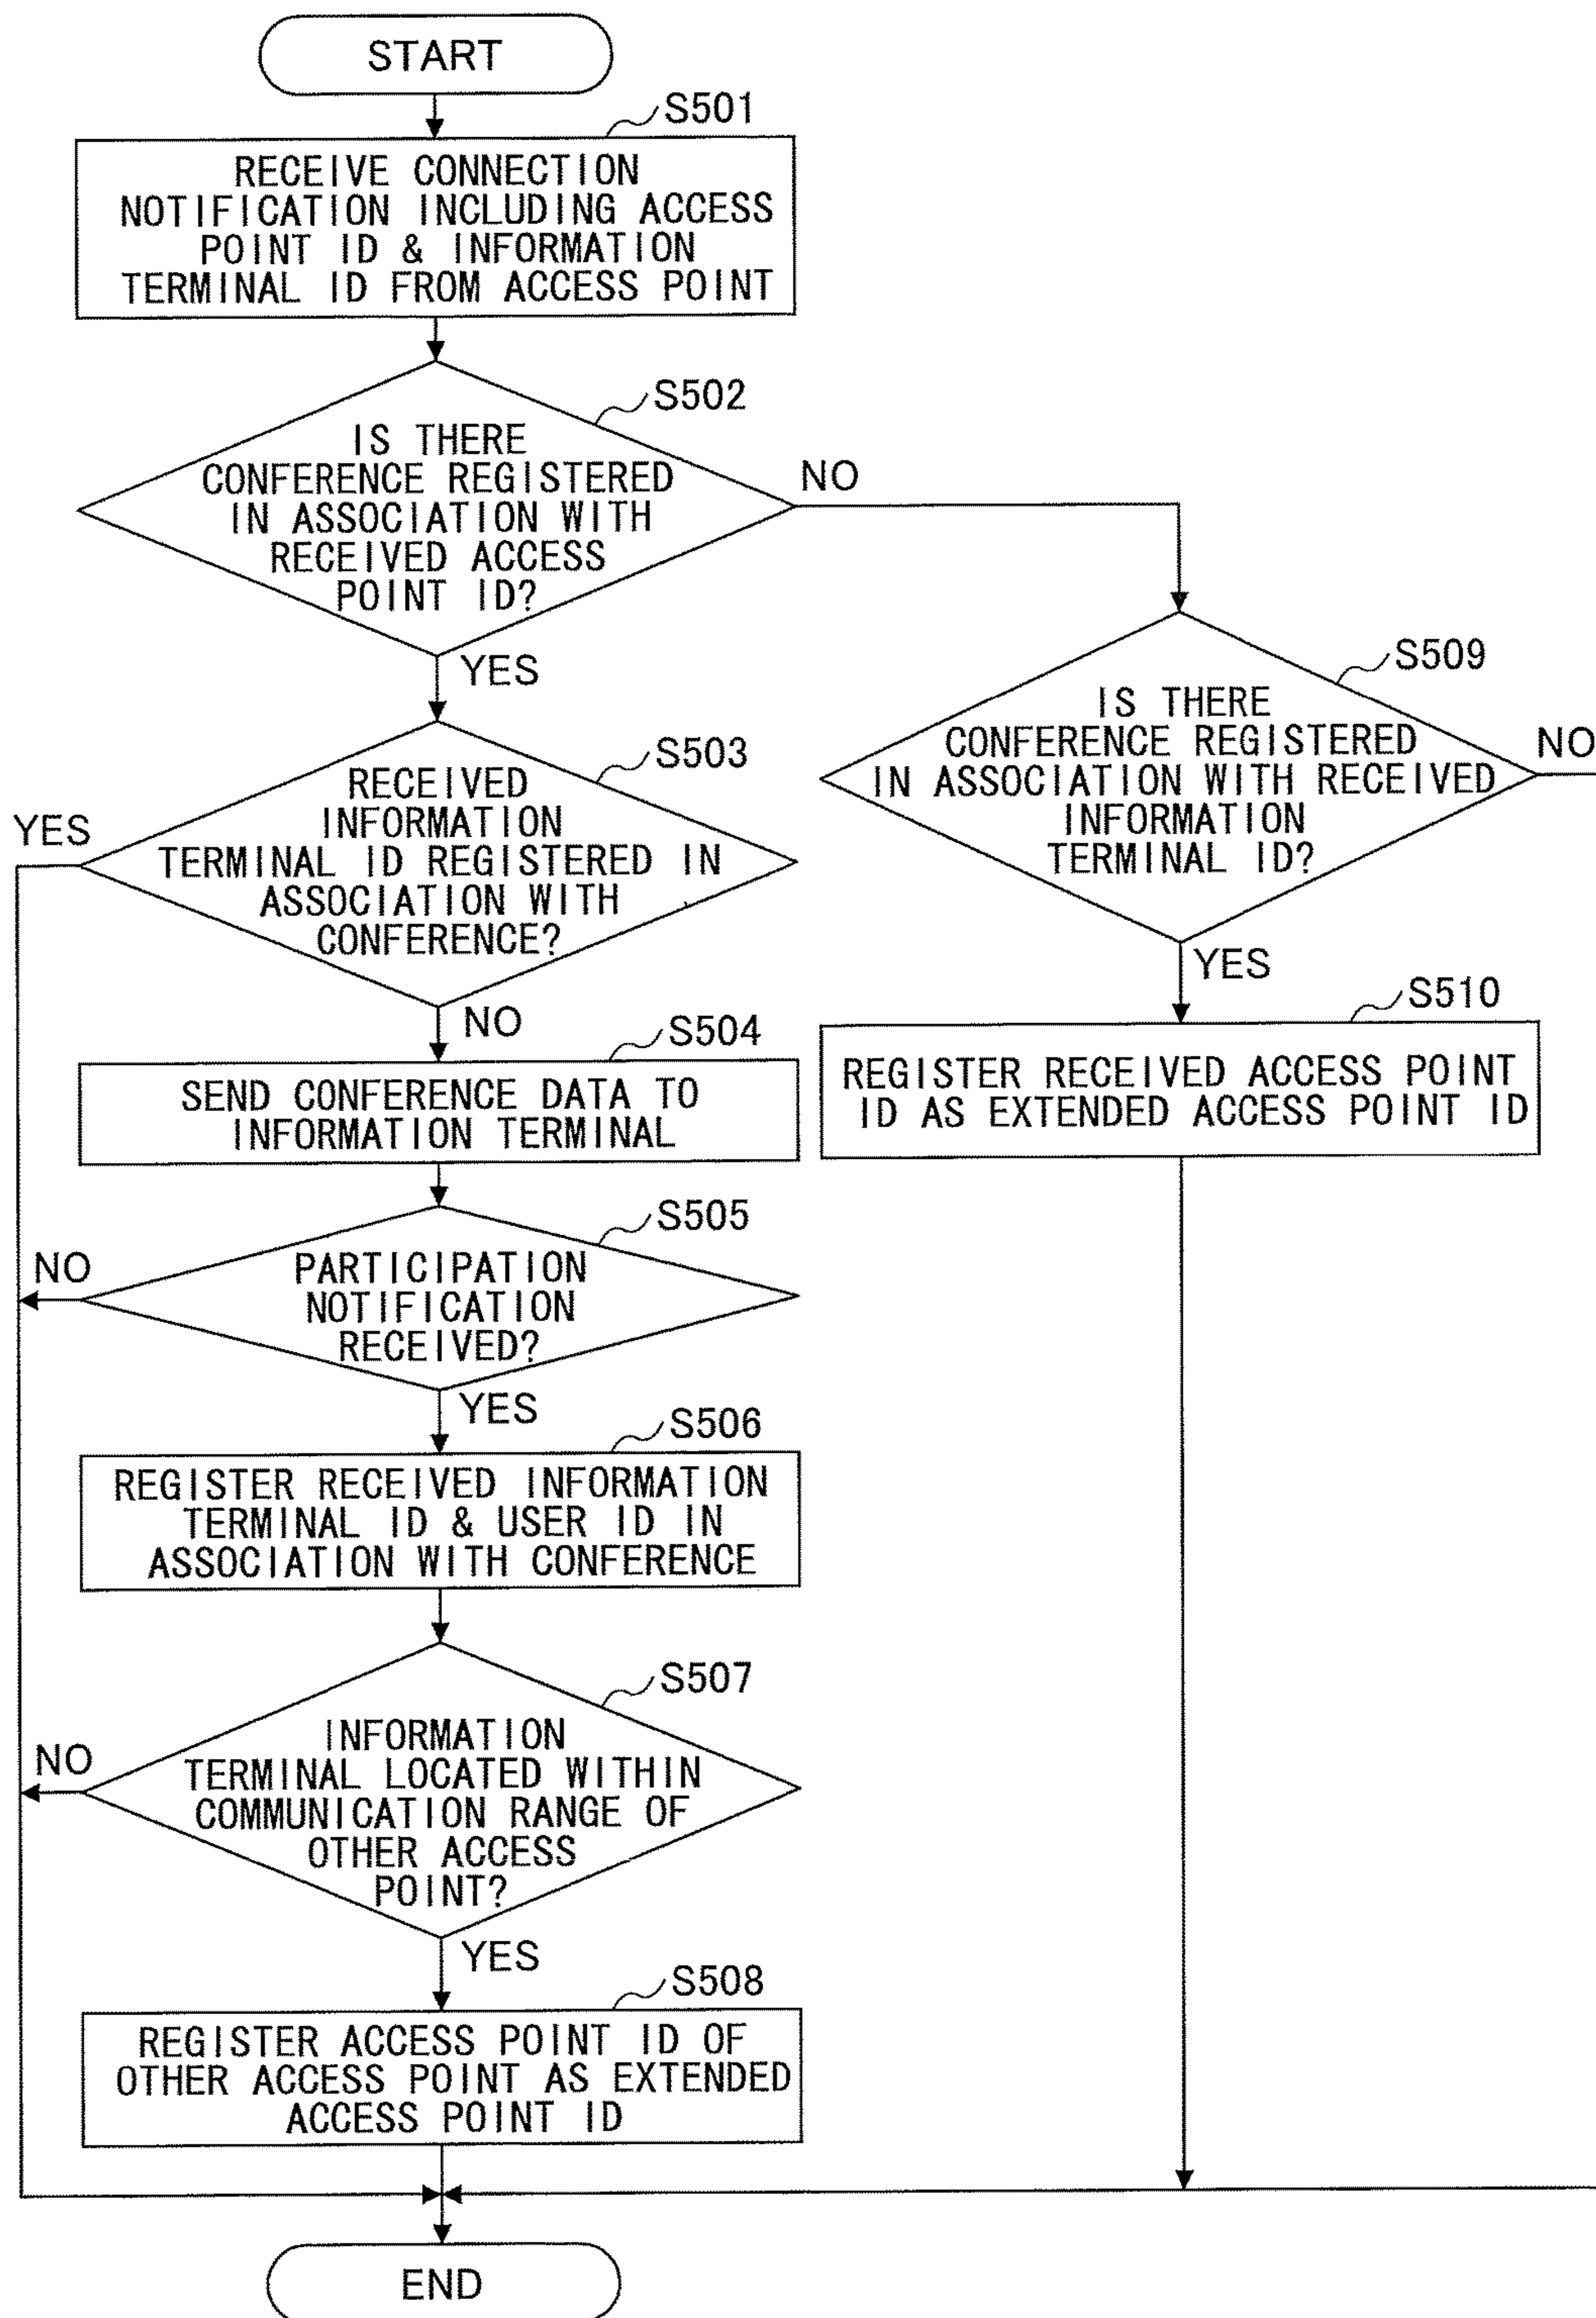 START
S501
RECEIVE CONNECTION
NOTIFICATION INCLUDING ACCESS
POINT ID & INFORMATION
TERMINAL ID FROM ACCESS POINT
S502
IS THERE
CONFERENCE REGISTERED
IN ASSOCIATION WITH
RECEIVED ACCESS
POINT ID?
NO
YES
S509
IS THERE
CONFERENCE REGISTERED
IN ASSOCIATION WITH RECEIVED
INFORMATION
TERMINAL ID?
NO
YES
S510
REGISTER RECEIVED ACCESS POINT
ID AS EXTENDED ACCESS POINT ID
S503
RECEIVED
INFORMATION
TERMINAL ID REGISTERED IN
ASSOCIATION WITH
CONFERENCE?
YES
NO
S504
SEND CONFERENCE DATA TO
INFORMATION TERMINAL
S505
PARTICIPATION
NOTIFICATION
RECEIVED?
NO
YES
S506
REGISTER RECEIVED INFORMATION
TERMINAL ID & USER ID IN
ASSOCIATION WITH CONFERENCE
S507
INFORMATION
TERMINAL LOCATED WITHIN
COMMUNICATION RANGE OF
OTHER ACCESS
POINT?
NO
YES
S508
REGISTER ACCESS POINT ID OF
OTHER ACCESS POINT AS EXTENDED
ACCESS POINT ID
END